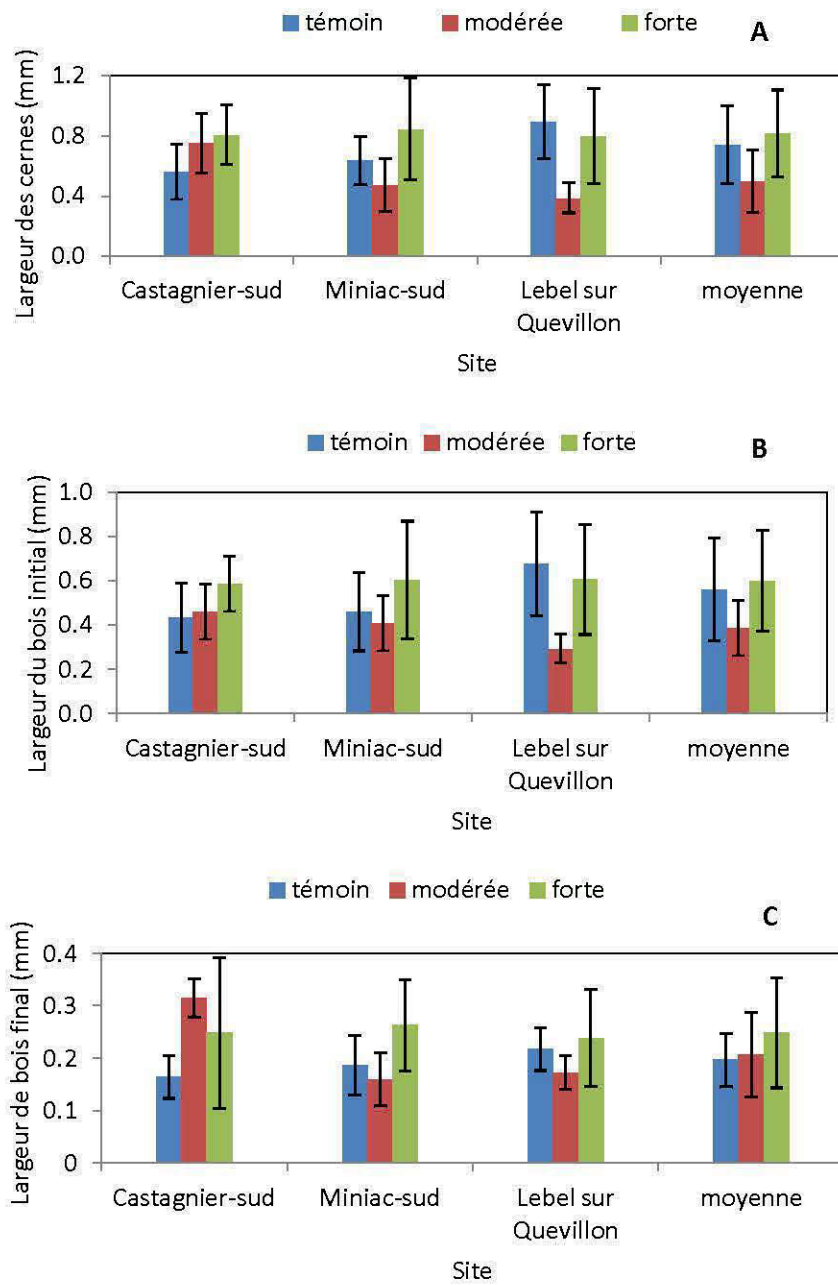 témoin modérée forte A
Largeur des cernes (mm)
1.2
0.8
0.4
0.0
Castagnier-sud Miniac-sud Lebel sur Quevillon moyenne
Site
témoin modérée forte B
Largeur du bois initial (mm)
1.0
0.8
0.6
0.4
0.2
0.0
Castagnier-sud Miniac-sud Lebel sur Quevillon moyenne
Site
témoin modérée forte C
Largeur de bois final (mm)
0.4
0.3
0.2
0.1
0
Castagnier-sud Miniac-sud Lebel sur Quevillon moyenne
Site